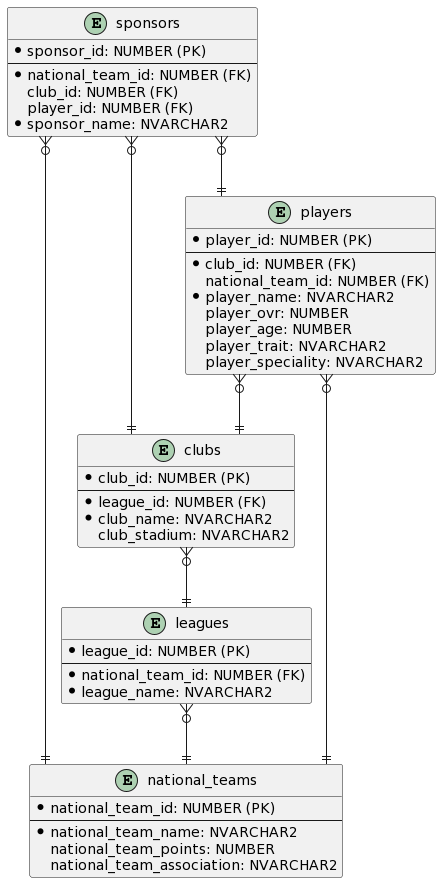 E sponsors
sponsor_id: NUMBER (PK)
national_team_id: NUMBER (FK)
club_id: NUMBER (FK)
player_id: NUMBER (FK)
sponsor_name: NVARCHAR2
E players
player_id: NUMBER (PK)
club_id: NUMBER (FK)
national_team_id: NUMBER (FK)
player_name: NVARCHAR2
player_ovr: NUMBER
player_age: NUMBER
player_trait: NVARCHAR2
player_speciality: NVARCHAR2
E clubs
club_id: NUMBER (PK)
league_id: NUMBER (FK)
club_name: NVARCHAR2
club_stadium: NVARCHAR2
E leagues
league_id: NUMBER (PK)
national_team_id: NUMBER (FK)
league_name: NVARCHAR2
E national_teams
national_team_id: NUMBER (PK)
national_team_name: NVARCHAR2
national_team_points: NUMBER
national_team_association: NVARCHAR2